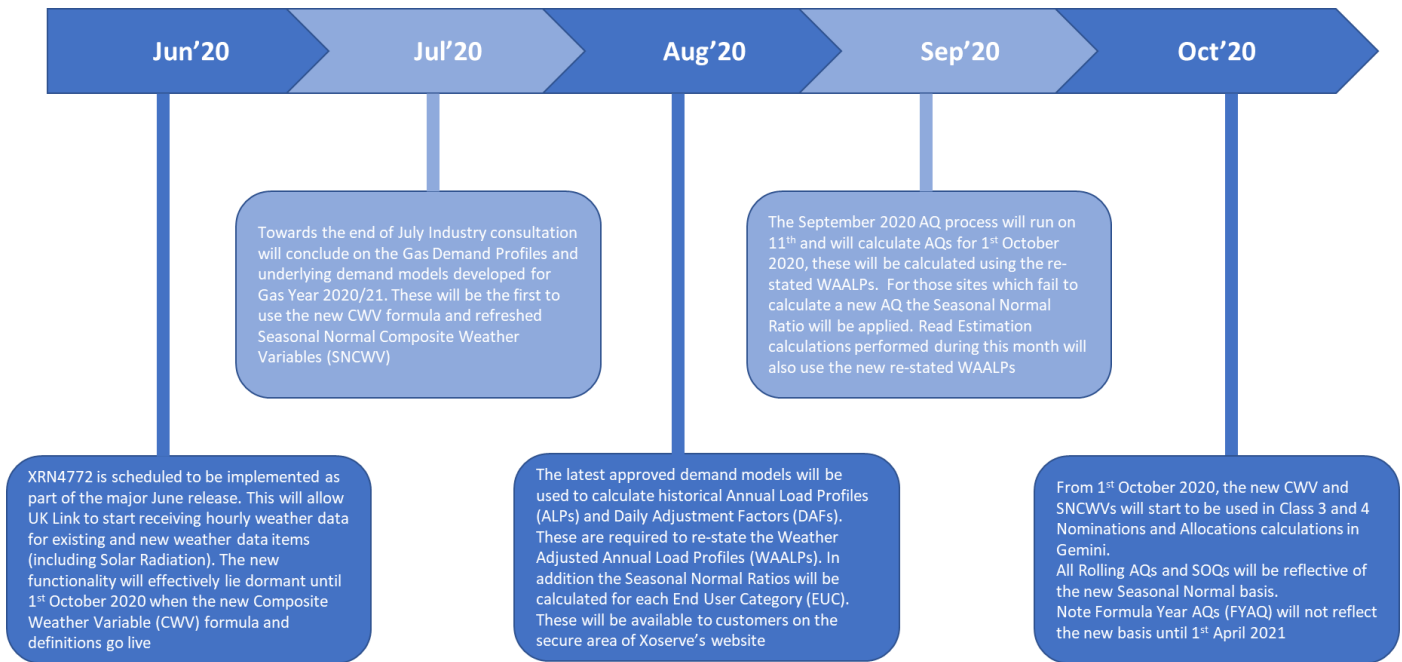 Jun’20
Jul’20
Aug’20
Sep’20
Oct’20
Towards the end of July Industry consultation
will conclude on the Gas Demand Profiles and
underlying demand models developed for
Gas Year 2020/21. These will be the first to
use the new CWV formula and refreshed
Seasonal Normal Composite Weather
Variables (SNCWV)
The September 2020 AQ process will run on
11th and will calculate AQs for 1st October
2020, these will be calculated using the re-
stated WAALPs.  For those sites which fail to
calculate a new AQ the Seasonal Normal
Ratio will be applied. Read Estimation
calculations performed during this month will
also use the new re-stated WAALPs
XRN4772 is scheduled to be implemented as
part of the major June release. This will allow
UK Link to start receiving hourly weather data
for existing and new weather data items
(including Solar Radiation). The new
functionality will effectively lie dormant until
1st October 2020 when the new Composite
Weather Variable (CWV) formula and
definitions go live
The latest approved demand models will be
used to calculate historical Annual Load Profiles
(ALPs) and Daily Adjustment Factors (DAFs).
These are required to re-state the Weather
Adjusted Annual Load Profiles (WAALPs). In
addition the Seasonal Normal Ratios will be
calculated for each End User Category (EUC).
These will be available to customers on the
secure area of Xoserve’s website
From 1st October 2020, the new CWV and
SNCWVs will start to be used in Class 3 and 4
Nominations and Allocations calculations in
Gemini.
All Rolling AQs and SOQs will be reflective of
the new Seasonal Normal basis.
Note Formula Year AQs (FYAQ) will not reflect
the new basis until 1st April 2021